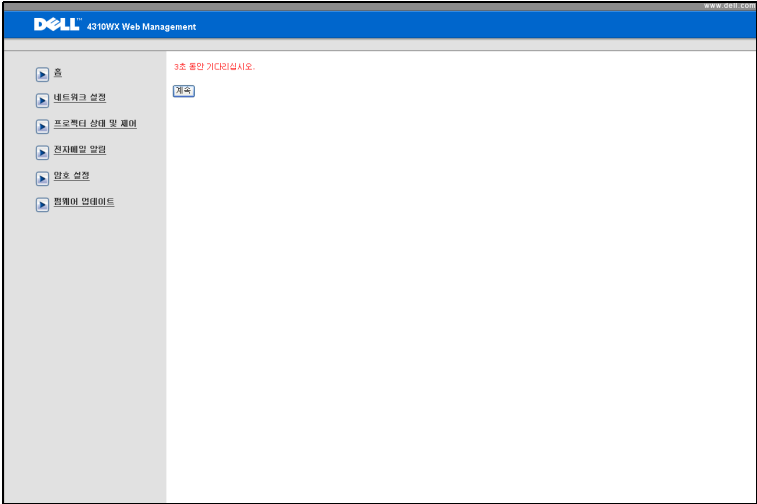 www.dell.com
DELL™ 4310WX Web Management
홈
네트워크 설정
프로젝터 상태 및 제어
전자메일 알림
암호 설정
펌웨어 업데이트
3초 동안 기다리십시오.
계속